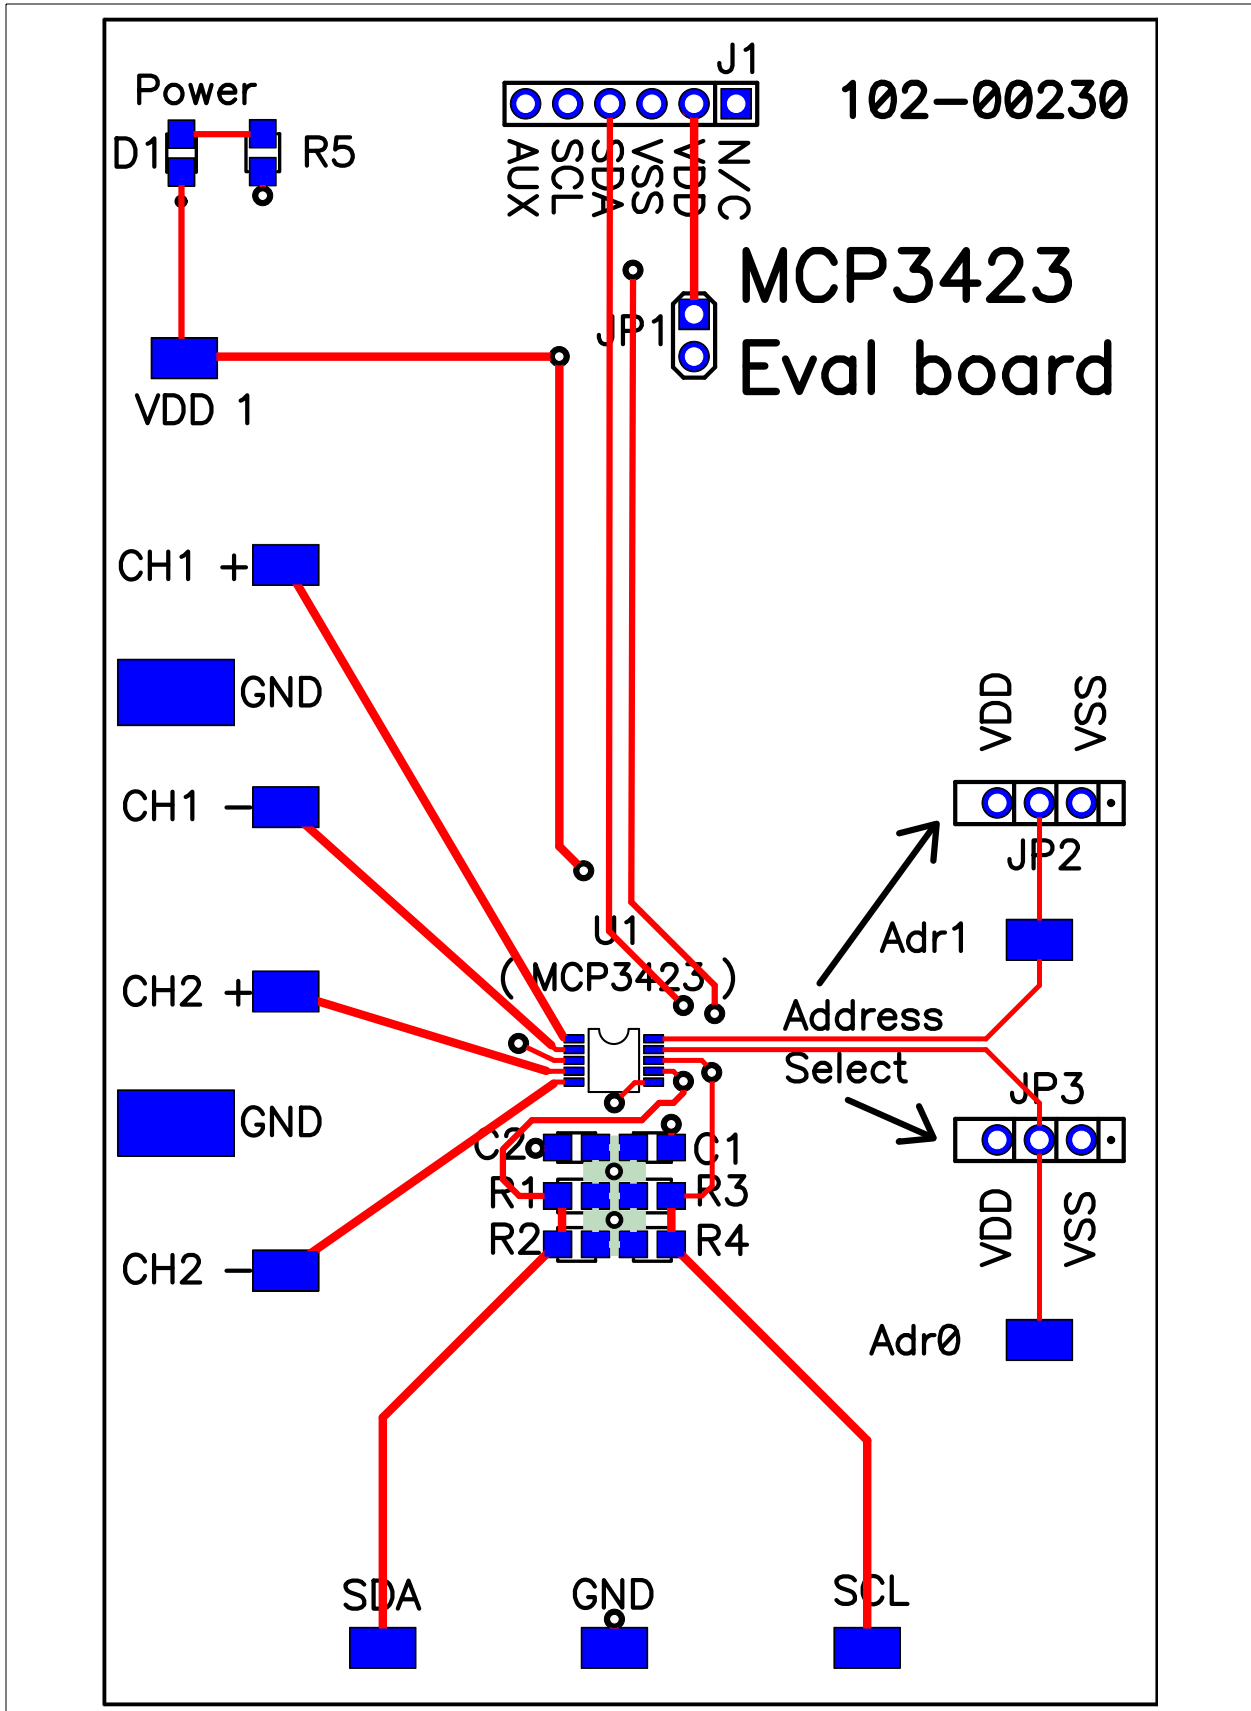 J1
Power
102-00230
D1
R5
AUX
SCL
SDA
VSS
VDD
N/C
MCP3423
JP1
Eval board
VDD 1
CH1 +
GND
VDD
VSS
CH1 -
JP2
U1
Adr1
( MCP3423 )
CH2 +
Address
Select
JP3
GND
C2
C1
R1
R3
R2
R4
VDD
VSS
CH2 -
Adr0
SDA
GND
SCL